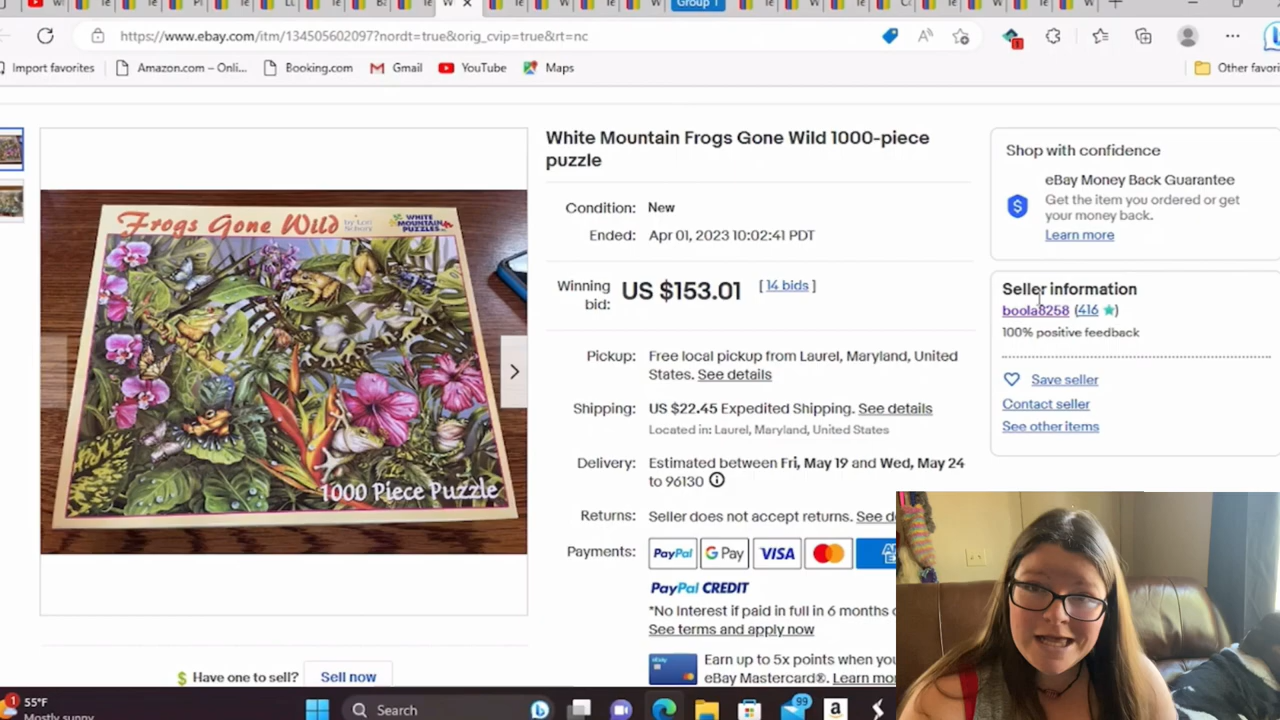 https://www.ebay.com/itm/134505602097?nordt=true&orig_cvip=true&rt=nc
Group 1
Import favorites
Amazon.com – Onli...
Booking.com
Gmail
YouTube
Maps
Other favori
White Mountain Frogs Gone Wild 1000-piece
puzzle
Condition: New
Ended: Apr 01, 2023 10:02:41 PDT
Winning
bid: US $153.01 [ 14 bids ]
Pickup: Free local pickup from Laurel, Maryland, United
States. See details
Shipping: US $22.45 Expedited Shipping. See details
Located in: Laurel, Maryland, United States
Delivery: Estimated between Fri, May 19 and Wed, May 24
to 96130
Returns: Seller does not accept returns. See d
Payments: PayPal G Pay VISA
PayPal CREDIT
*No Interest if paid in full in 6 months
See terms and apply now
Earn up to 5x points when you
eBay Mastercard®. Learn mor
Shop with confidence
eBay Money Back Guarantee
Get the item you ordered or get
your money back.
Learn more
Seller information
boola8258 (416)
100% positive feedback
Save seller
Contact seller
See other items
Frogs Gone Wild
by Lori
WHITE
MOUNTAIN
PUZZLES
1000 Piece Puzzle
$ Have one to sell? Sell now
1
55°F
Mostly sunny
Search
99